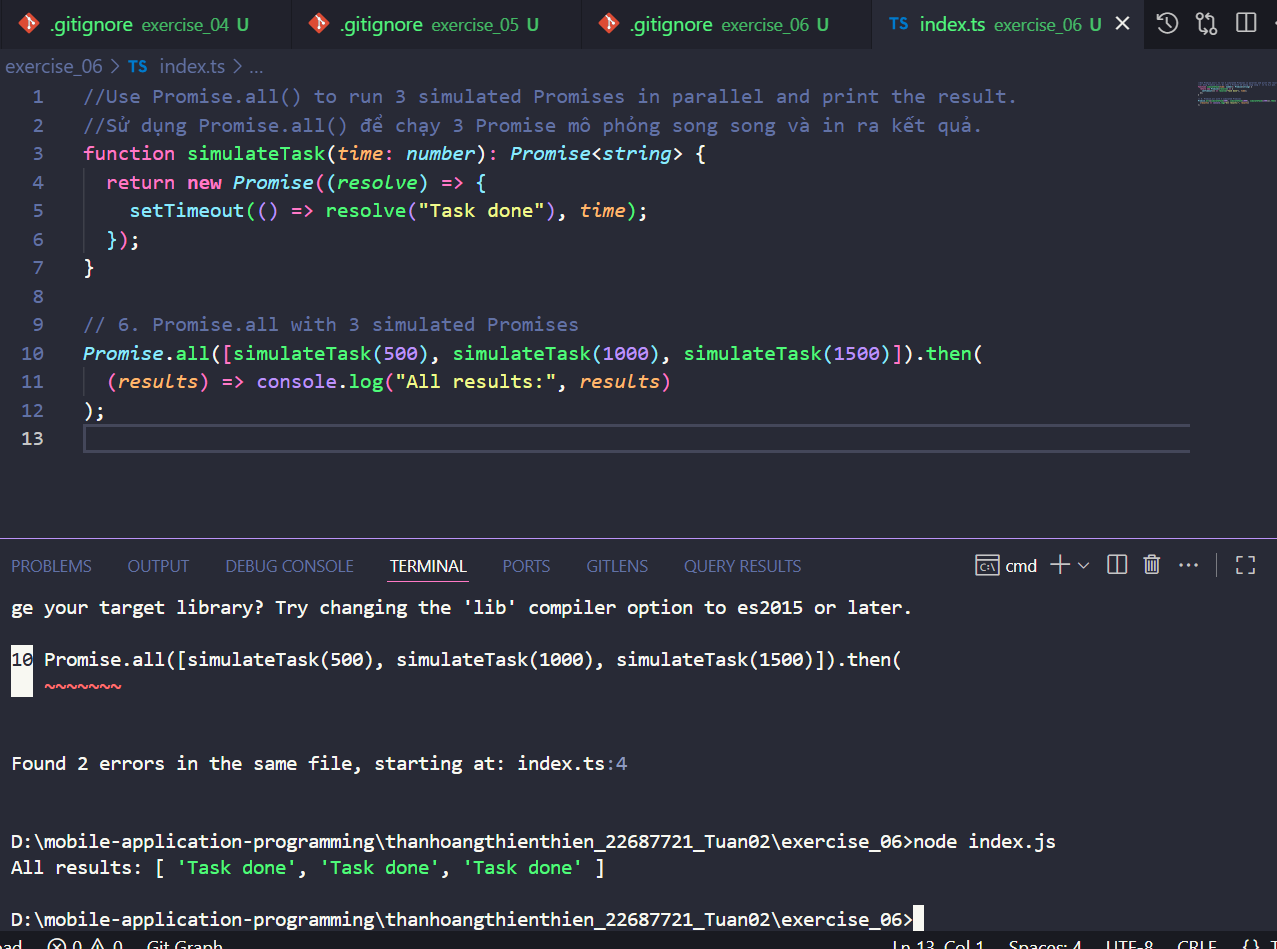 .gitignore exercise_04 U .gitignore exercise_05 U .gitignore exercise_06 U TS index.ts exercise_06 U
exercise_06 > TS index.ts > ...
1 //Use Promise.all() to run 3 simulated Promises in parallel and print the result.
2 //Sử dụng Promise.all() để chạy 3 Promise mô phỏng song song và in ra kết quả.
3 function simulateTask(time: number): Promise<string> {
4 return new Promise((resolve) => {
5 setTimeout(() => resolve("Task done"), time);
6 });
7 }
8
9 // 6. Promise.all with 3 simulated Promises
10 Promise.all([simulateTask(500), simulateTask(1000), simulateTask(1500)]).then(
11 (results) => console.log("All results:", results)
12 );
13
PROBLEMS OUTPUT DEBUG CONSOLE TERMINAL PORTS GITLENS QUERY RESULTS cmd
ge your target library? Try changing the 'lib' compiler option to es2015 or later.
10 Promise.all([simulateTask(500), simulateTask(1000), simulateTask(1500)]).then(
~~~~~~~
Found 2 errors in the same file, starting at: index.ts:4
D:\mobile-application-programming\thanhoangthienthien_22687721_Tuan02\exercise_06>node index.js
All results: [ 'Task done', 'Task done', 'Task done' ]
D:\mobile-application-programming\thanhoangthienthien_22687721_Tuan02\exercise_06>
0 0 Git Graph Ln 13, Col 1 Spaces: 4 UTF-8 CRLF {}